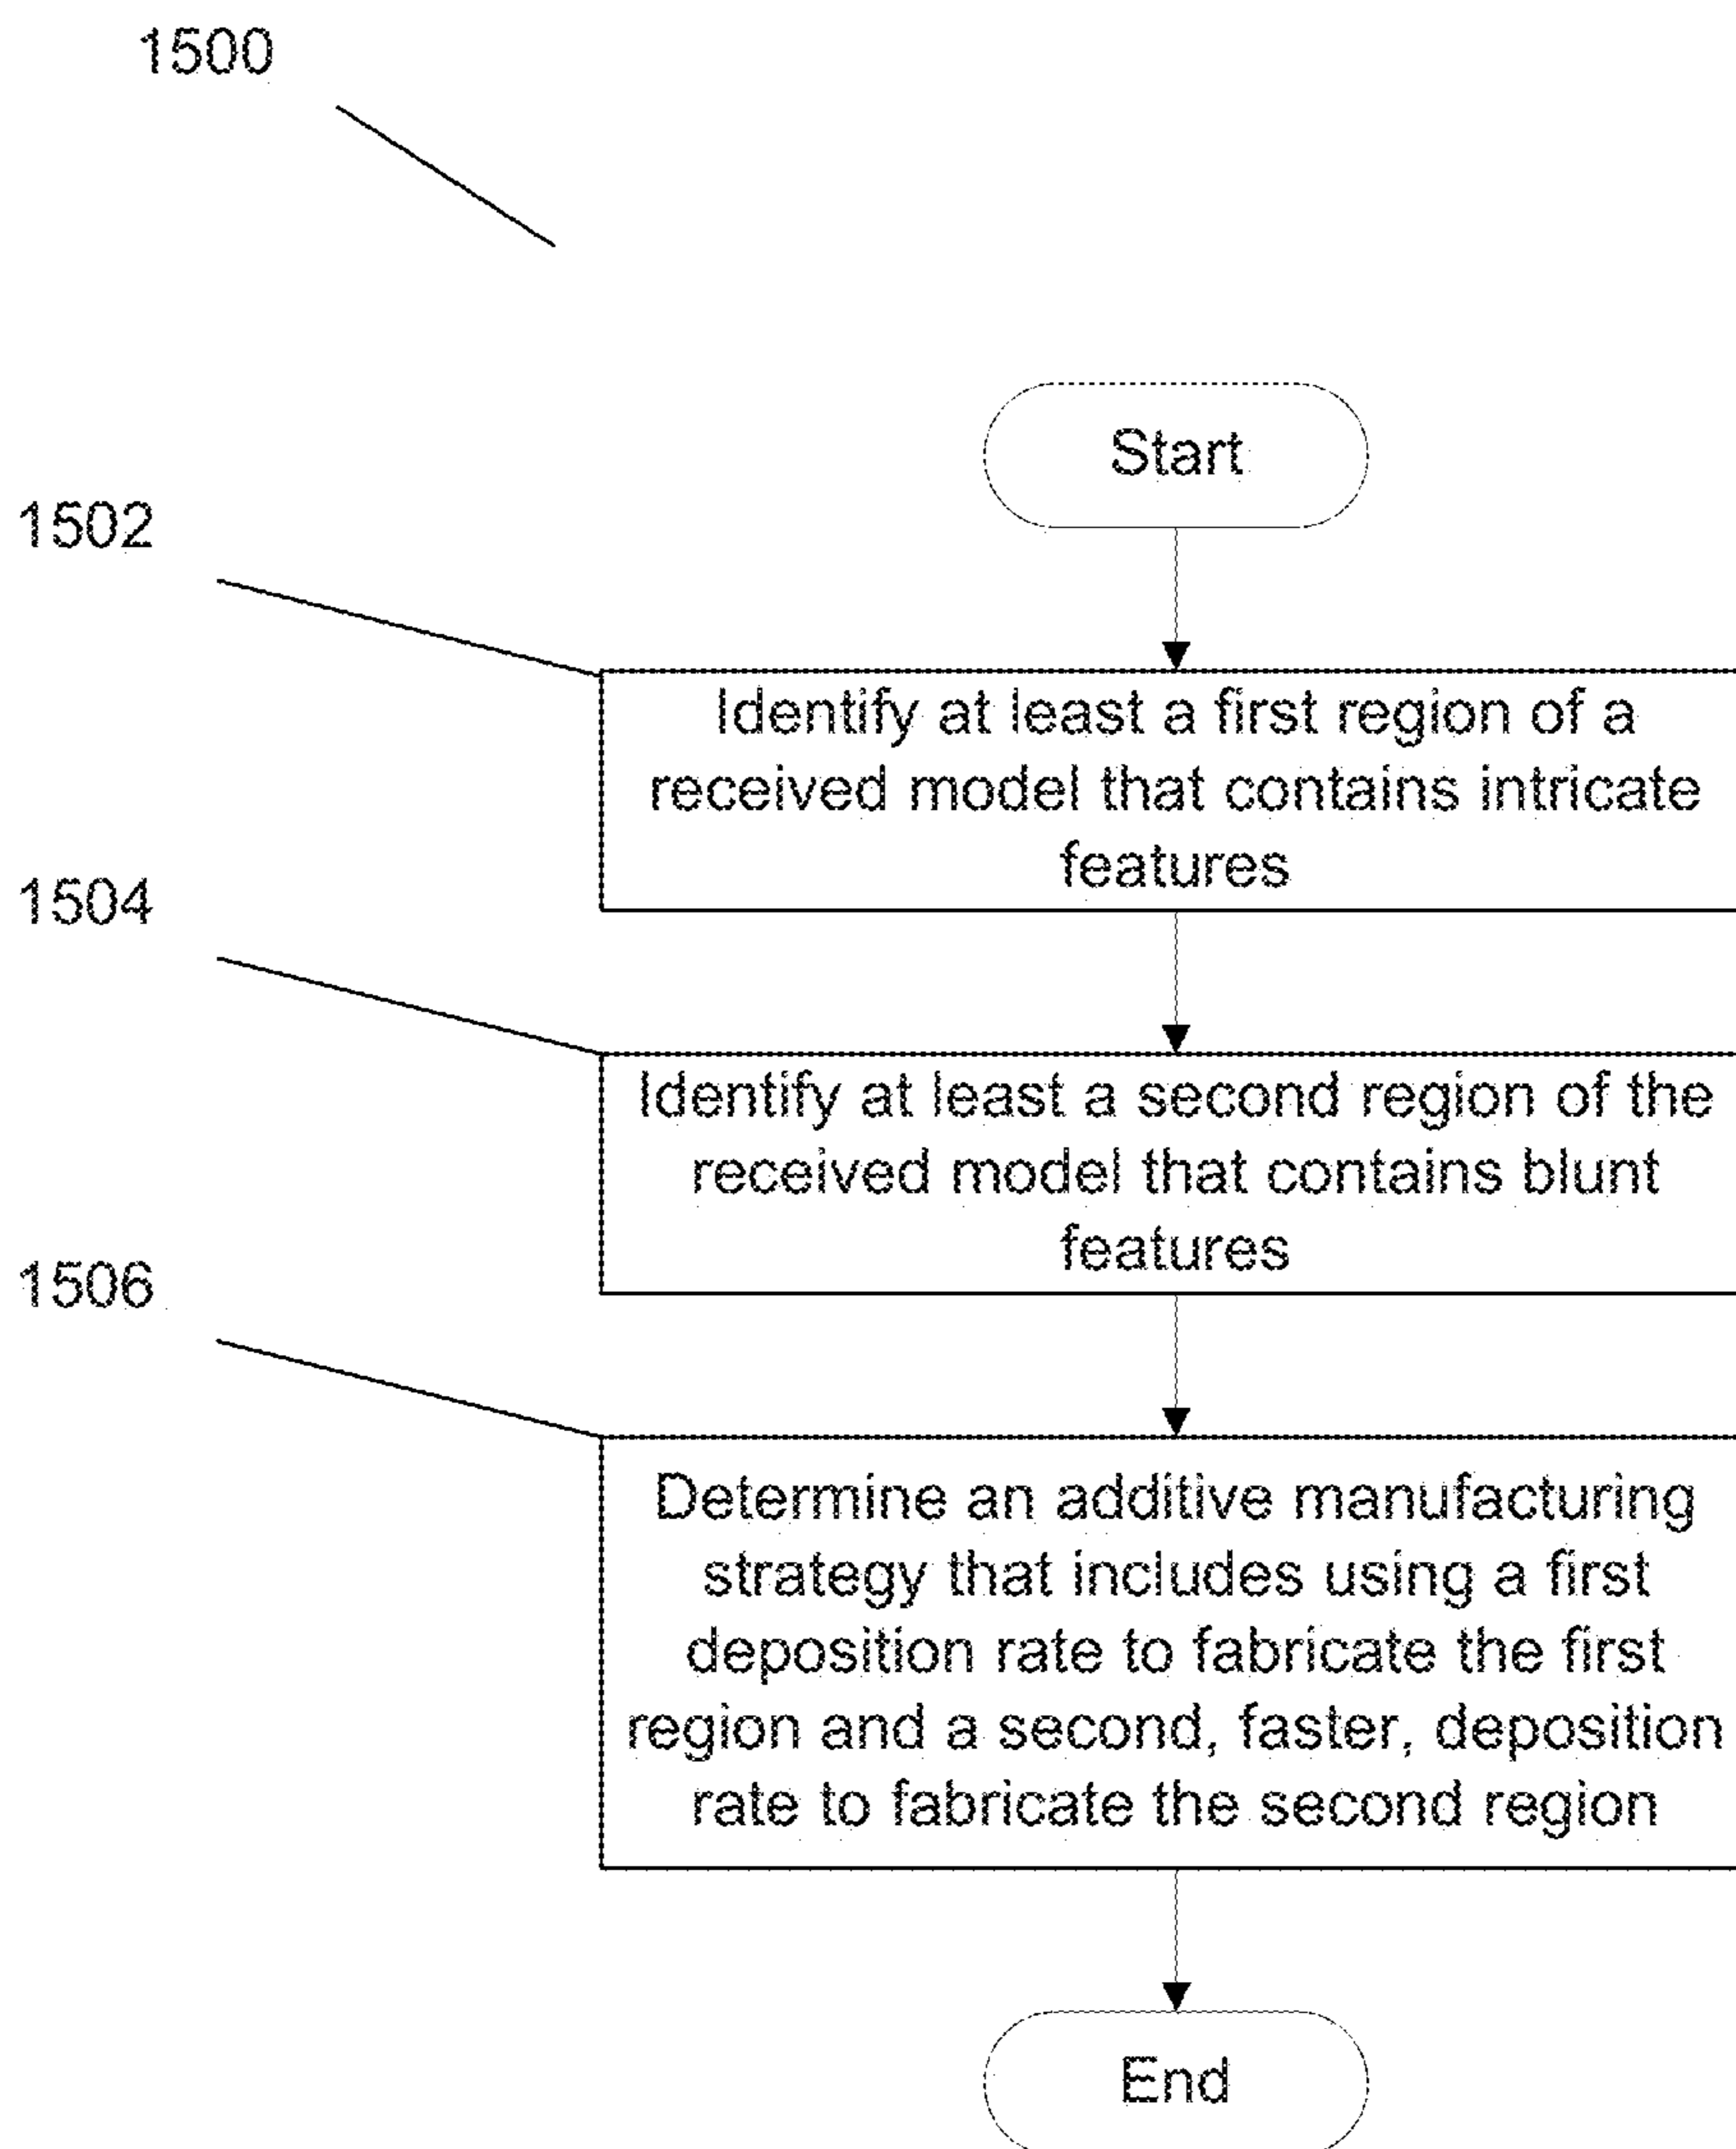 1500
Start
1502
Identify at least a first region of a
received model that contains intricate
features
1504
Identify at least a second region of the
received model that contains blunt
features
1506
Determine an additive manufacturing
strategy that includes using a first
deposition rate to fabricate the first
region and a second, faster, deposition
rate to fabricate the second region
End